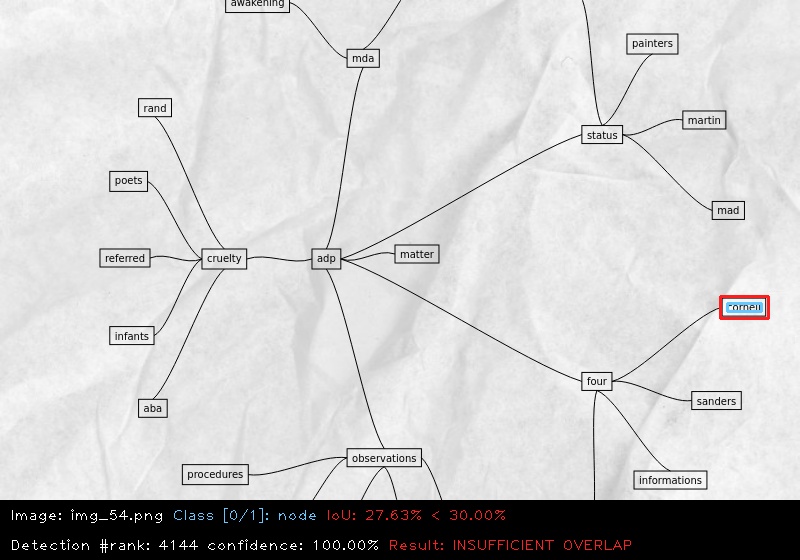 awakening
mda
painters
rand
martin
status
poets
mad
referred
cruelty
adp
matter
infants
four
sanders
aba
observations
procedures
informations
Image: img_54.png Class [0/1]: node IoU: 27.63% < 30.00%
Detection #rank: 4144 confidence: 100.00% Result: INSUFFICIENT OVERLAP